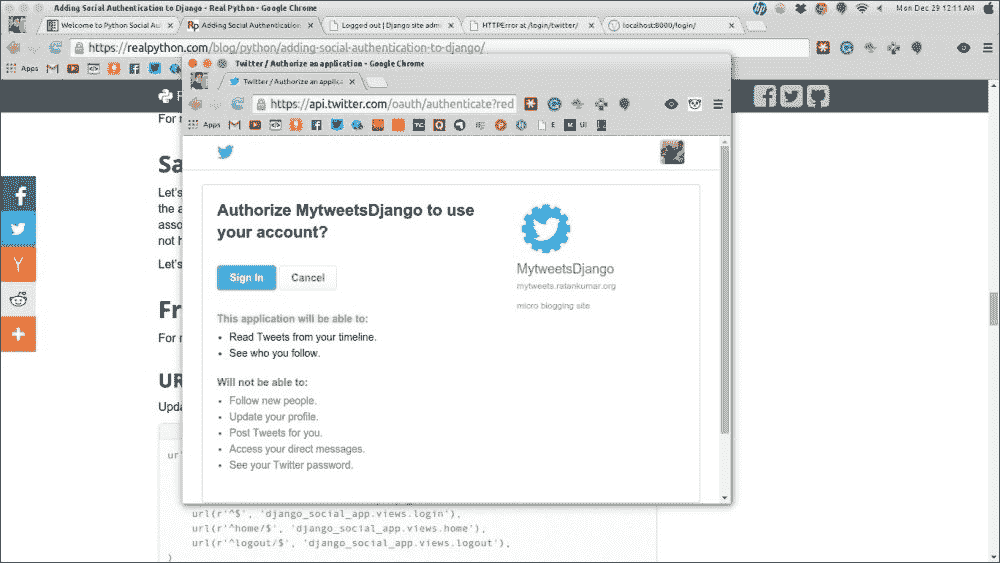 Adding Social Authentication to Django - Real Python - Google Chrome
Mon Dec 29 12:11 AM
Welcome to Python Social Au
Adding Social Authentication
Logged out | Django site adm
HTTPError at /login/twitter/
localhost:8000/login/
https://realpython.com/blog/python/adding-social-authentication-to-django/
Apps
Twitter / Authorize an application - Google Chrome
Twitter / Authorize an applica
https://api.twitter.com/oauth/authenticate?red
Apps
E
UI
For
Sa
Let's
the a
asso
not h
Let's
Fr
For
UR
Upda
Authorize MytweetsDjango to use
your account?
Sign In
Cancel
MytweetsDjango
mytweets.ratankumar.org
micro blogging site
This application will be able to:
• Read Tweets from your timeline.
• See who you follow.
Will not be able to:
• Follow new people.
• Update your profile.
• Post Tweets for you.
• Access your direct messages.
• See your Twitter password.
url(r'^$', 'django_social_app.views.login'),
url(r'^home/$', 'django_social_app.views.home'),
url(r'^logout/$', 'django_social_app.views.logout'),
)